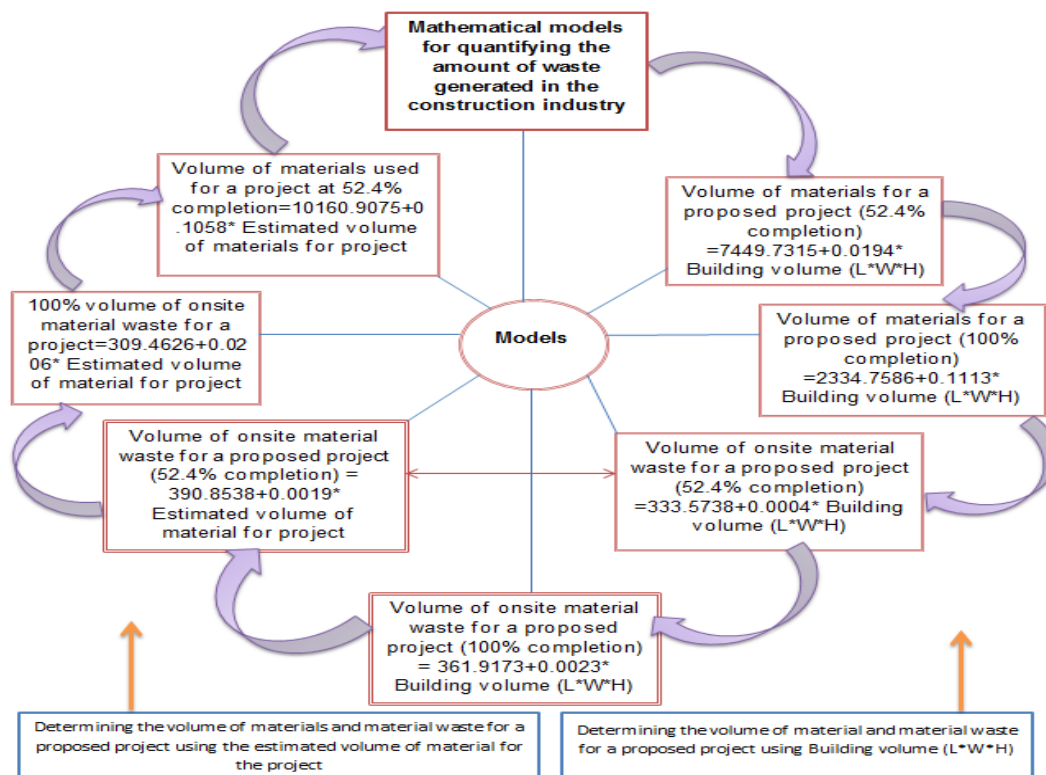 Mathematical models
for quantifying the
amount of waste
generated in the
construction industry
Volume of materials used
for a project at 52.4%
completion=10160.9075+0
.1058* Estimated volume
of materials for project
Volume of materials for a
proposed project (52.4%
completion)
=7449.7315+0.0194*
Building volume (L*W*H)
100% volume of onsite
material waste for a
project=309.4626+0.02
06* Estimated volume
of material for project
Models
Volume of materials for a
proposed project (100%
completion)
=2334.7586+0.1113*
Building volume (L*W*H)
Volume of onsite material
waste for a proposed project
(52.4% completion) =
390.8538+0.0019*
Estimated volume of
material for project
Volume of onsite material
waste for a proposed project
(52.4% completion)
=333.5738+0.0004* Building
volume (L*W*H)
Volume of onsite material
waste for a proposed
project (100% completion)
= 361.9173+0.0023*
Building volume (L*W*H)
Determining the volume of materials and material waste for a
proposed project using the estimated volume of material for
the project
Determining the volume of material and material waste
for a proposed project using Building volume (L*W*H)